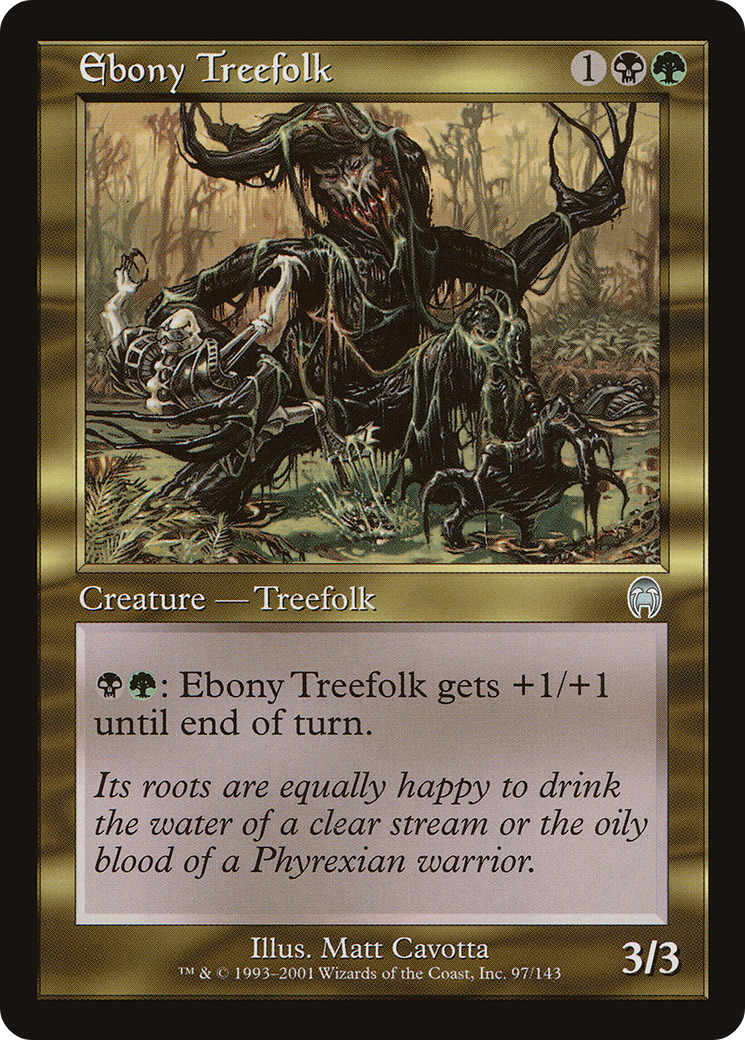 Ebony Treefolk 1
Creature — Treefolk
: Ebony Treefolk gets +1/+1
until end of turn.
Its roots are equally happy to drink
the water of a clear stream or the oily
blood of a Phyrexian warrior.
Illus. Matt Cavotta
™ & © 1993–2001 Wizards of the Coast, Inc. 97/143
3/3